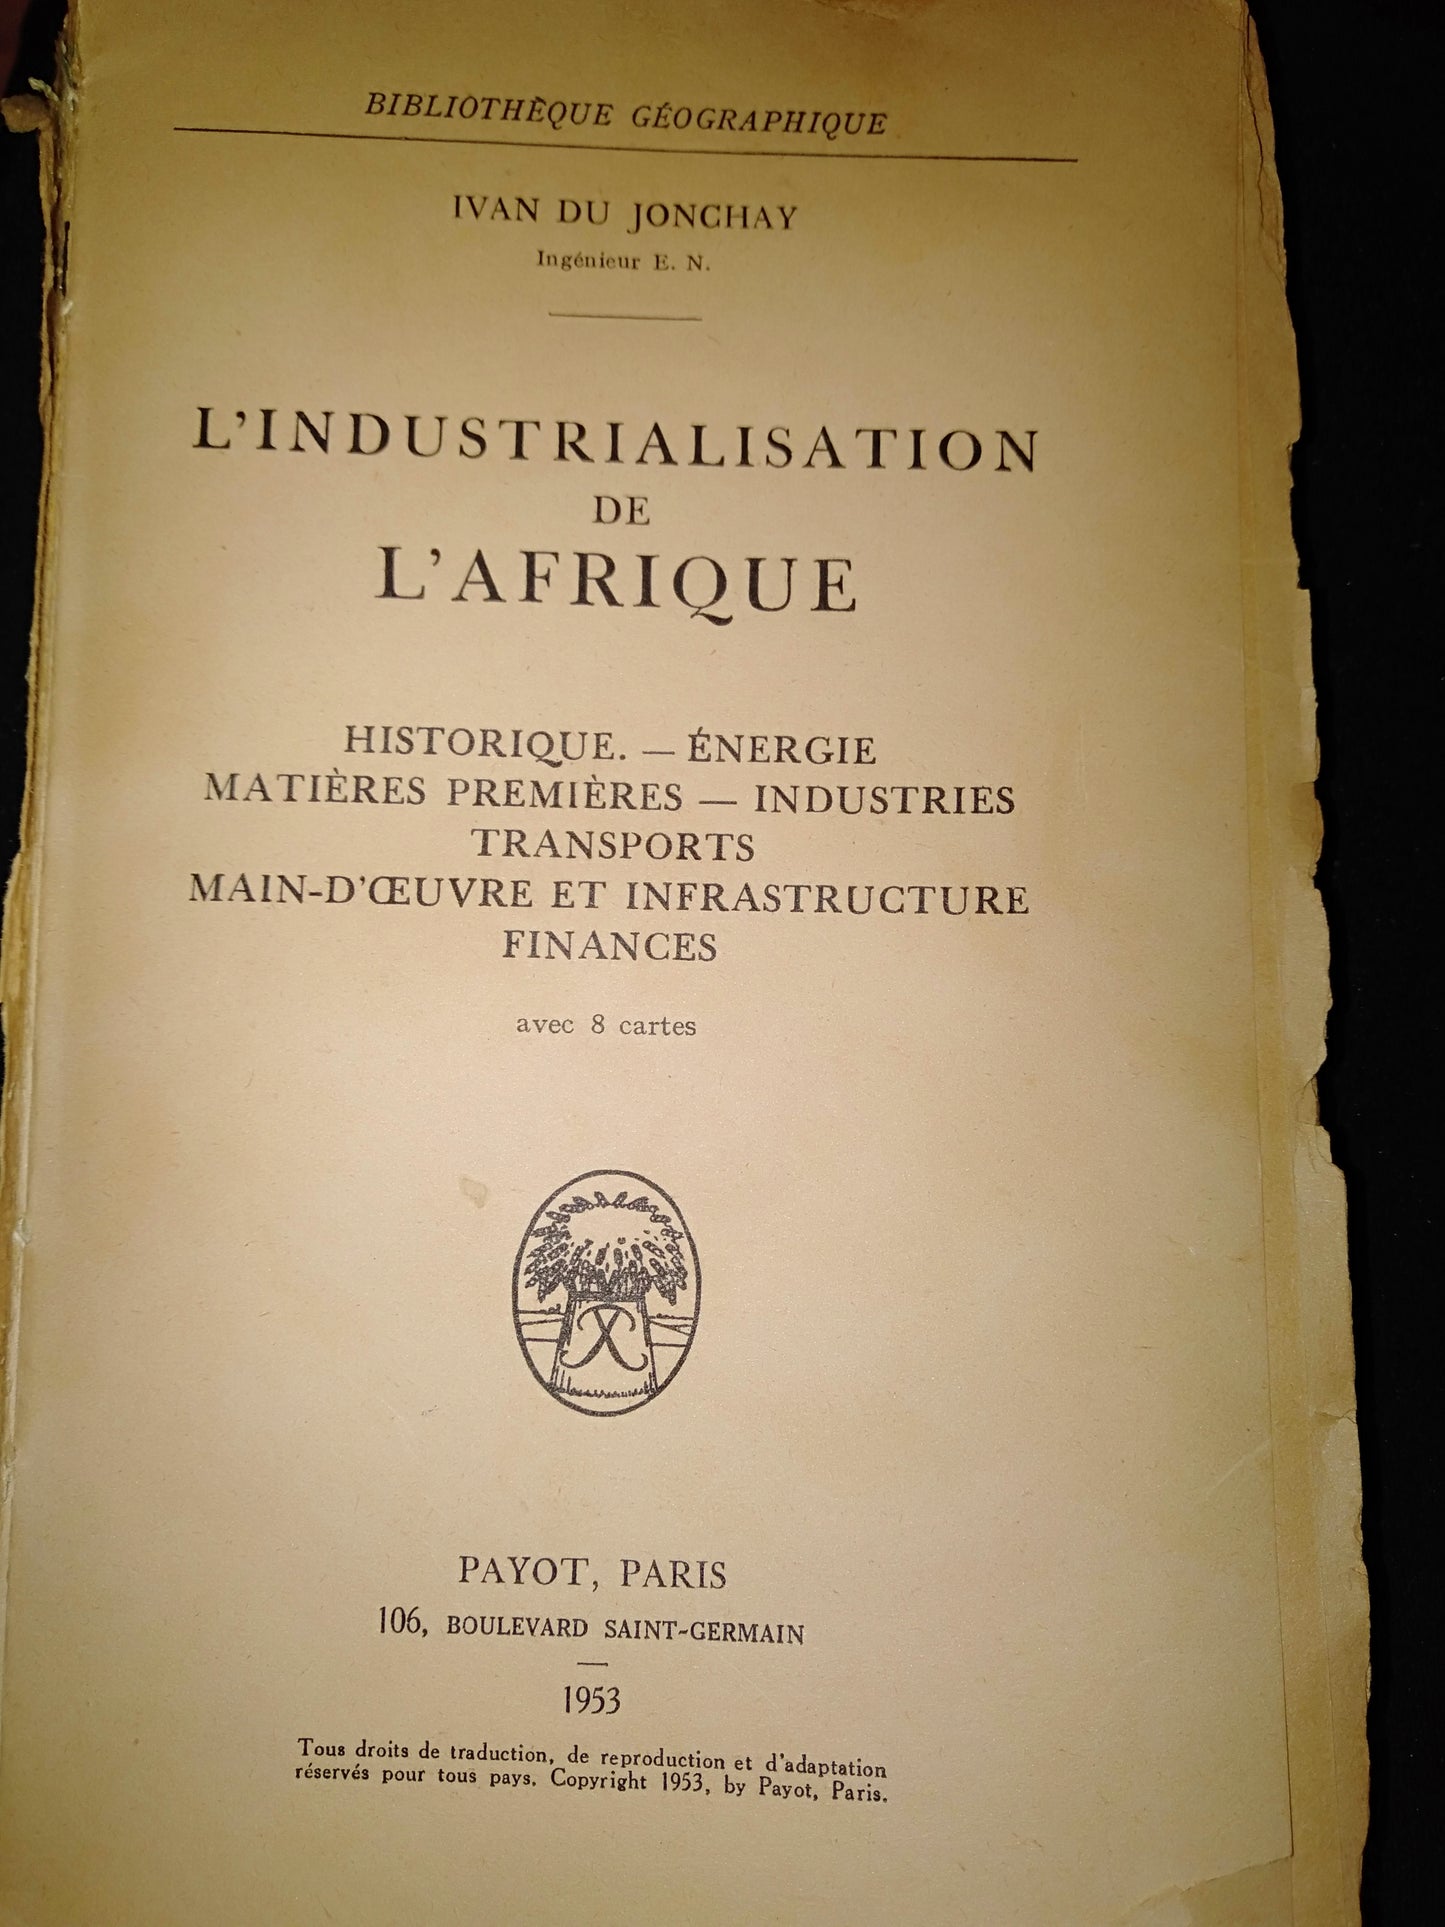 BIBLIOTHÈQUE GÉOGRAPHIQUE
IVAN DU JONCHAY
Ingénieur E. N.
L'INDUSTRIALISATION
DE
L'AFRIQUE
HISTORIQUE. — ÉNERGIE
MATIÈRES PREMIÈRES — INDUSTRIES
TRANSPORTS
MAIN-D'ŒUVRE ET INFRASTRUCTURE
FINANCES
avec 8 cartes
PAYOT, PARIS
106, BOULEVARD SAINT-GERMAIN
1953
Tous droits de traduction, de reproduction et d'adaptation
réservés pour tous pays. Copyright 1953, by Payot, Paris.